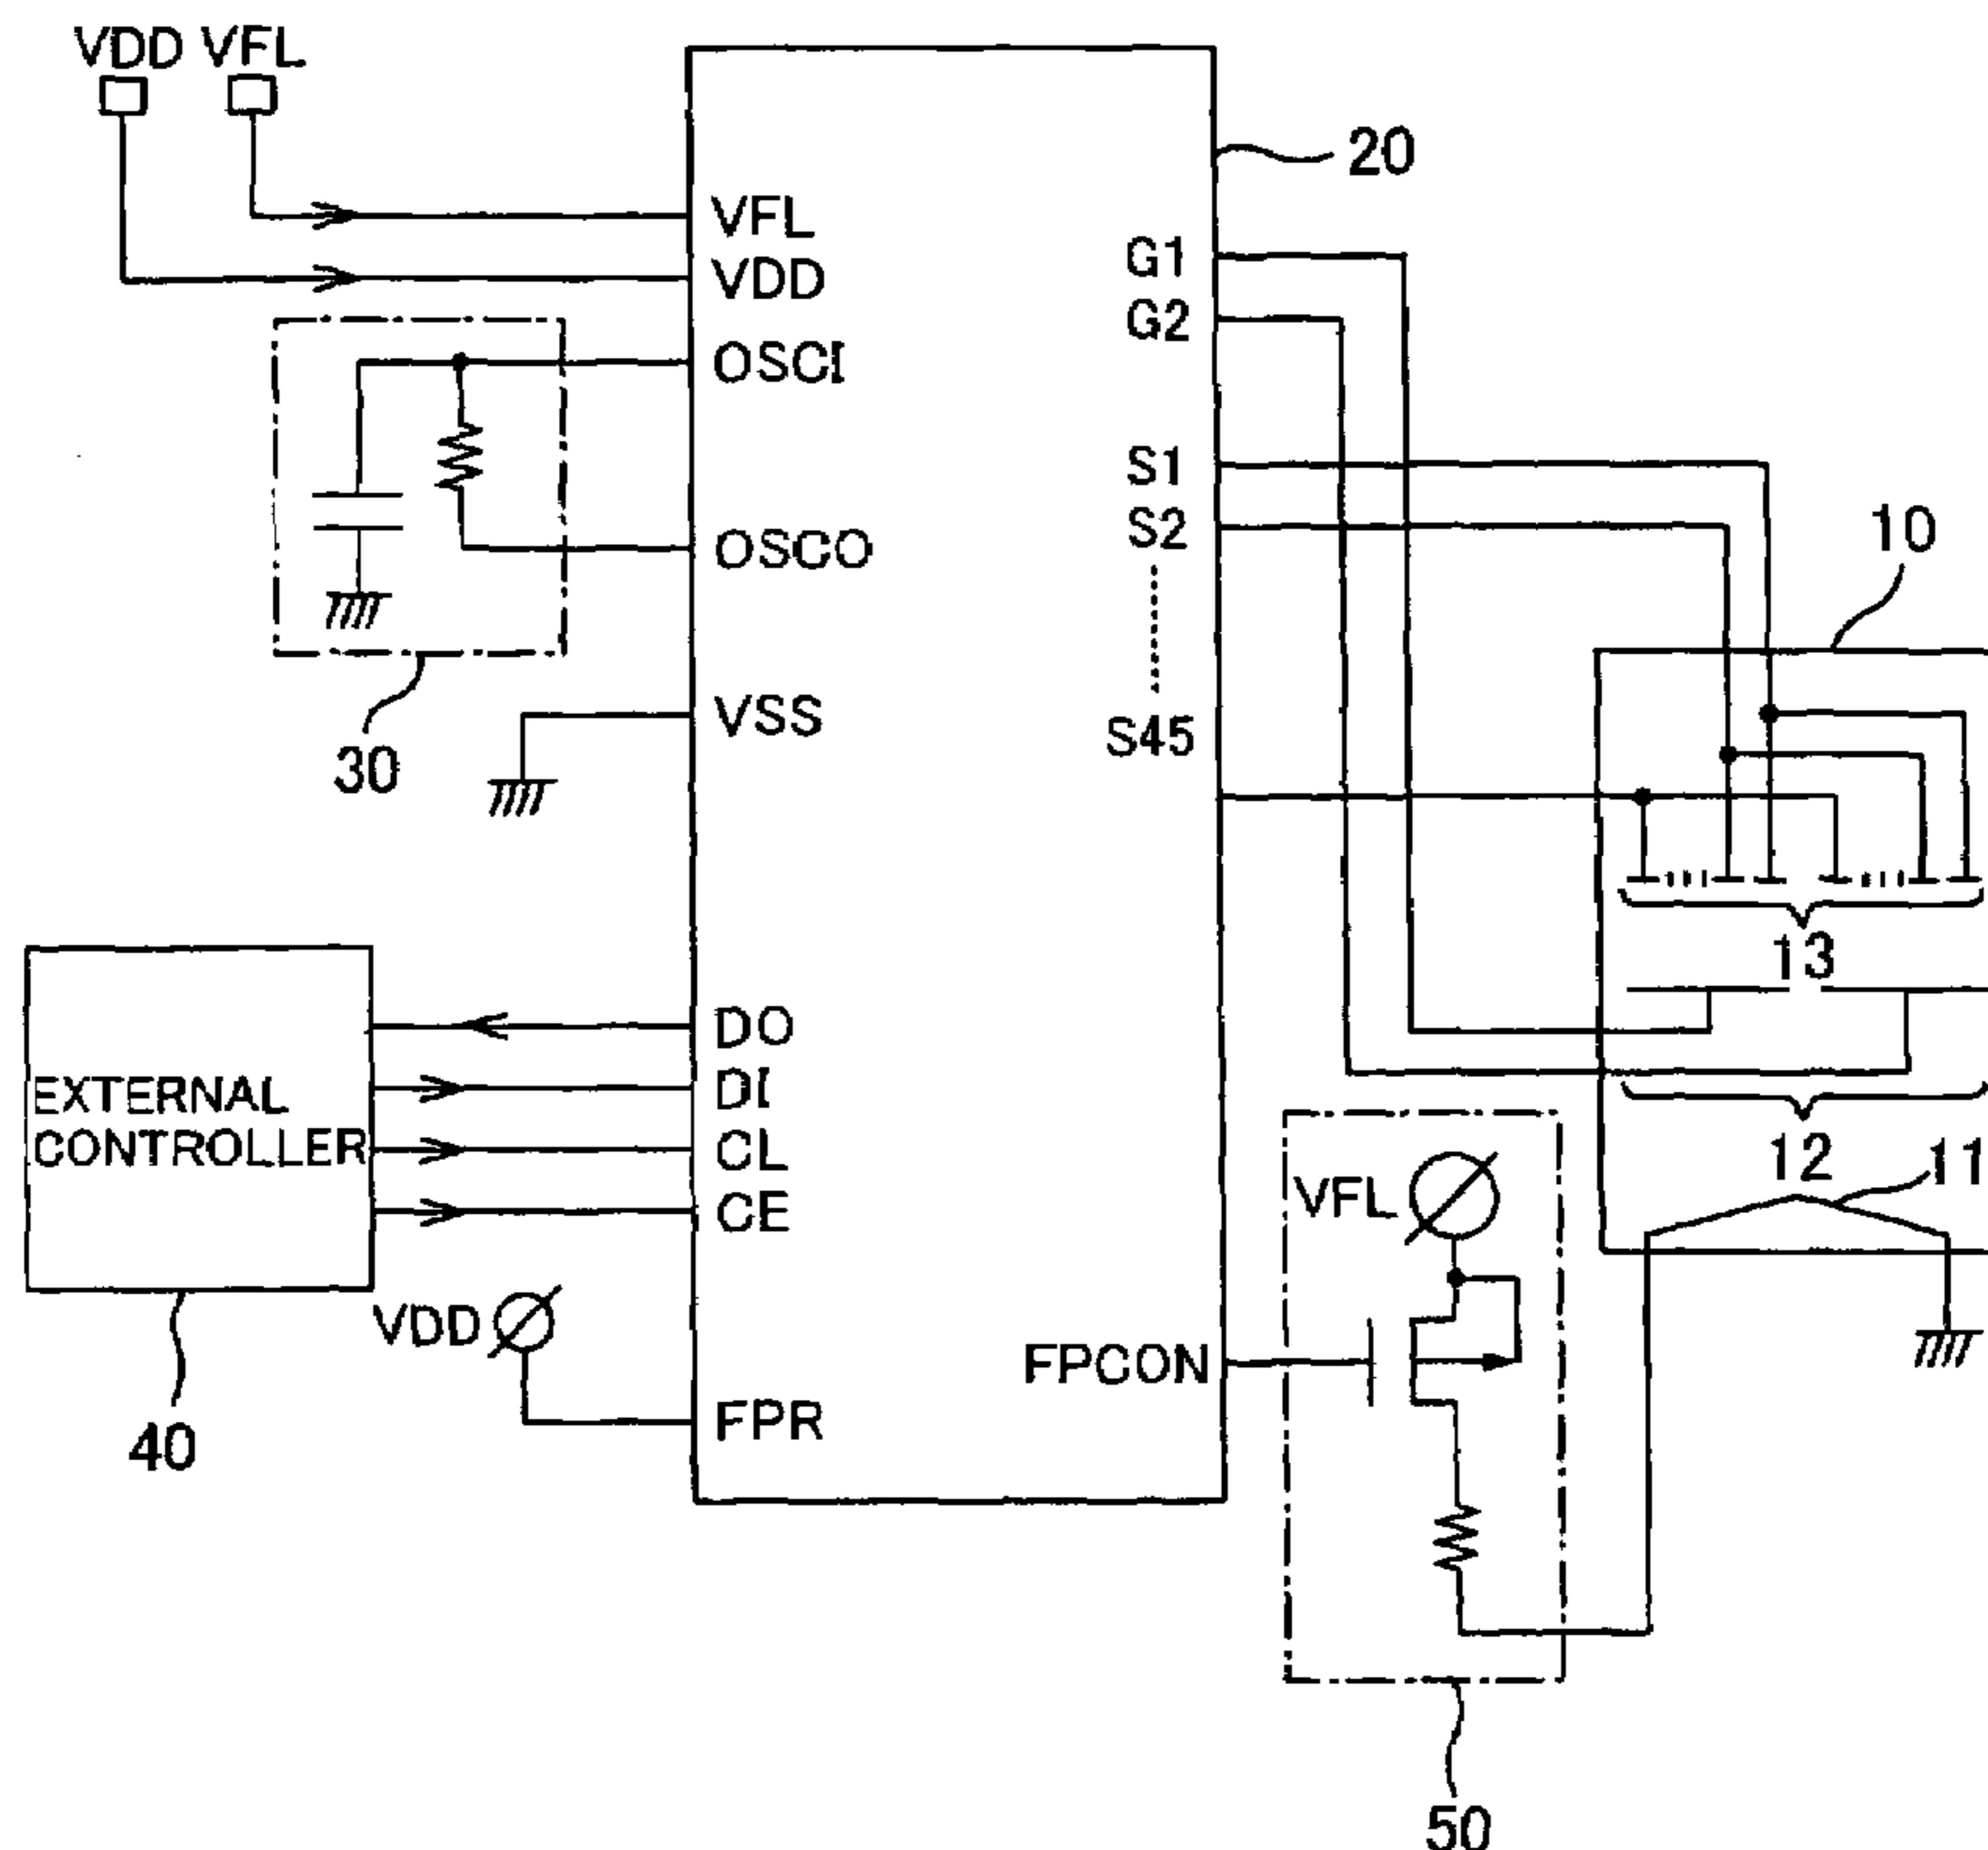 VDD VFL
20
VFL
VDD
OSCI
OSCO
VSS
30
G1
G2
S1
S2
S45
10
13
12
11
EXTERNAL
CONTROLLER
40
DO
DI
CL
CE
VDD
FPR
FPCON
VFL
50